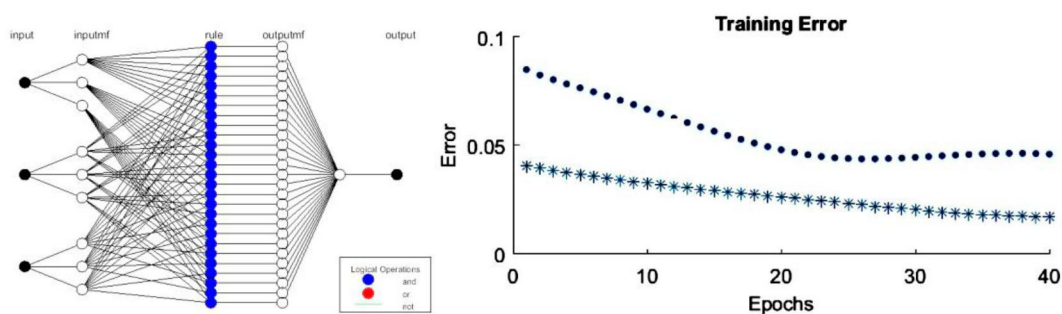 input
inputmf
rule
outputmf
output
Logical Operations
and
or
not
Training Error
0.1
0.05
0
Error
0
10
20
30
40
Epochs